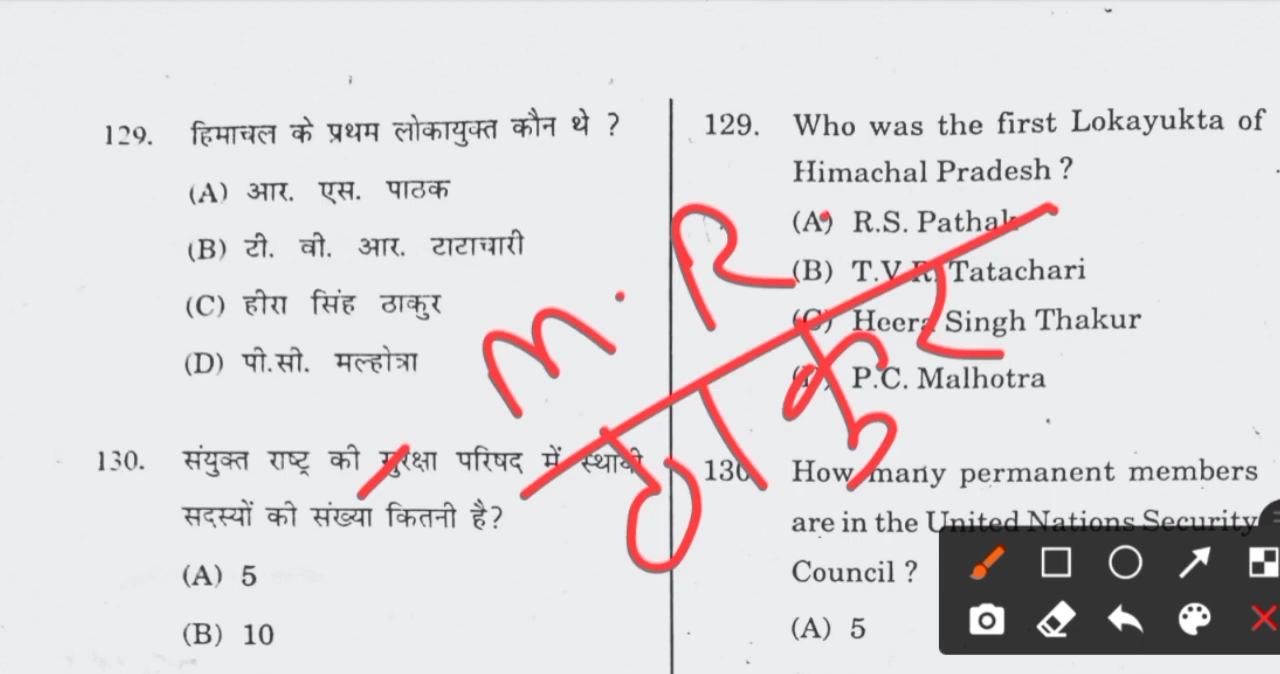 129. हिमाचल के प्रथम लोकायुक्त कौन थे ?
(A) आर. एस. पाठक
(B) टी. वी. आर. टाटाचारी
(C) हीरा सिंह ठाकुर
(D) पी.सी. मल्होत्रा
130. संयुक्त राष्ट्र की सुरक्षा परिषद में स्थायी
सदस्यों की संख्या कितनी है?
(A) 5
(B) 10
129. Who was the first Lokayukta of
Himachal Pradesh ?
(A) R.S. Pathak
(B) T.V.R. Tatachari
(C) Heera Singh Thakur
(D) P.C. Malhotra
130. How many permanent members
are in the United Nations Security
Council ?
(A) 5
M.R
ठाकुर